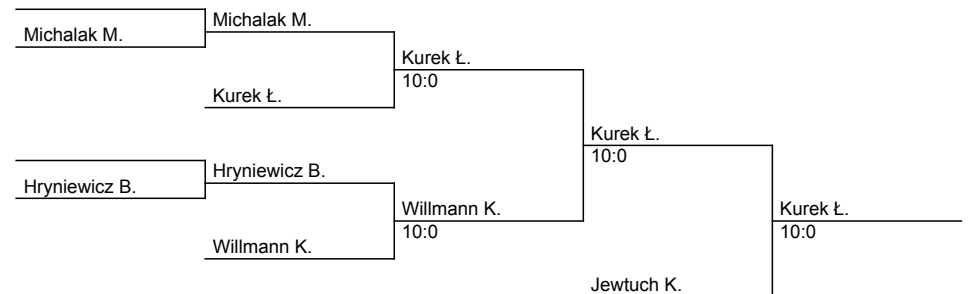 Michalak M.
Michalak M.
Kurek Ł.
Kurek Ł.
10:0
Hryniewicz B.
Hryniewicz B.
Willmann K.
Willmann K.
10:0
Kurek Ł.
10:0
Jewtuch K.
Kurek Ł.
10:0